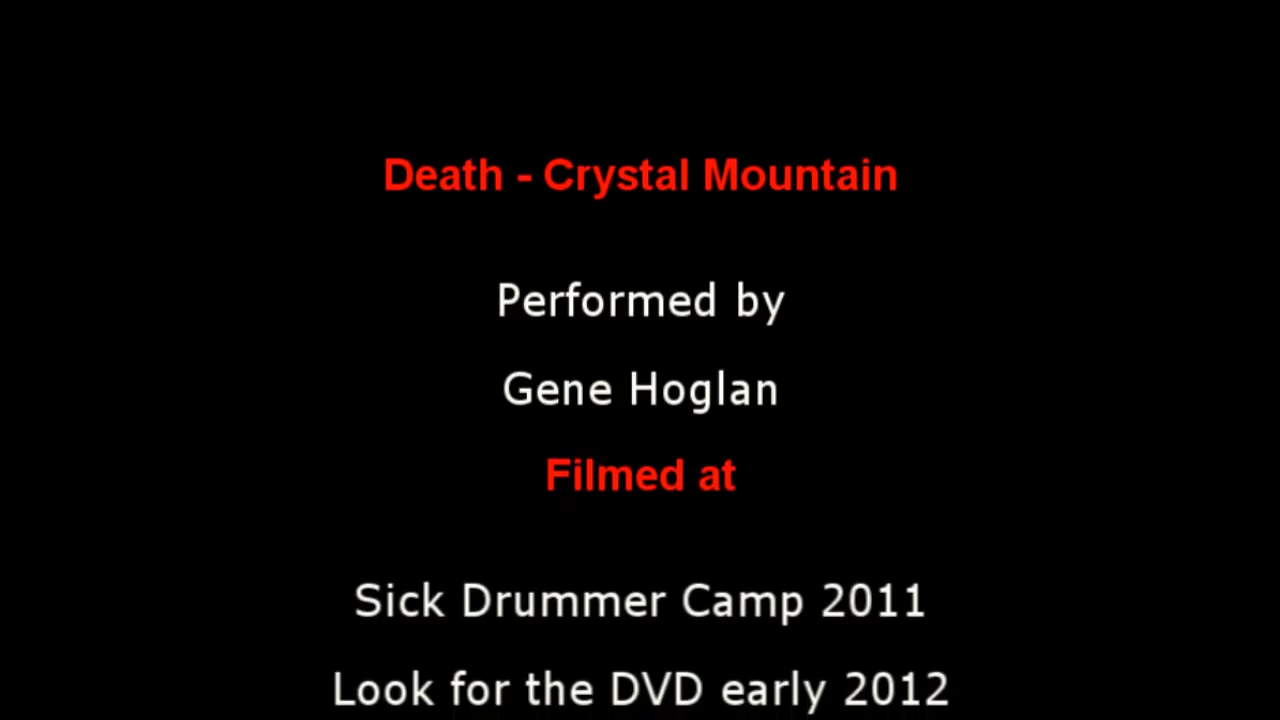 Death - Crystal Mountain
Performed by
Gene Hoglan
Filmed at
Sick Drummer Camp 2011
Look for the DVD early 2012